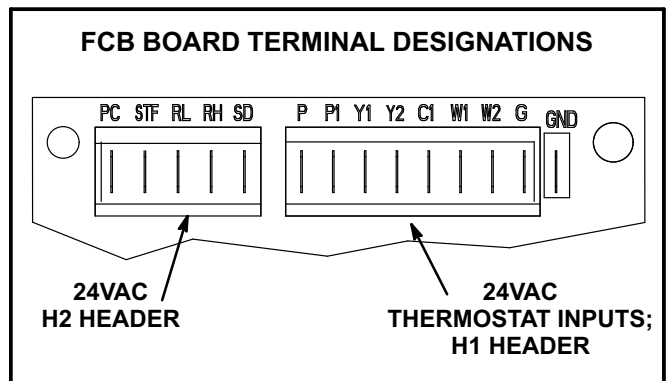 FCB BOARD TERMINAL DESIGNATIONS
PC STF RL RH SD P P1 Y1 Y2 C1 W1 W2 G GND
24VAC
H2 HEADER
24VAC
THERMOSTAT INPUTS;
H1 HEADER